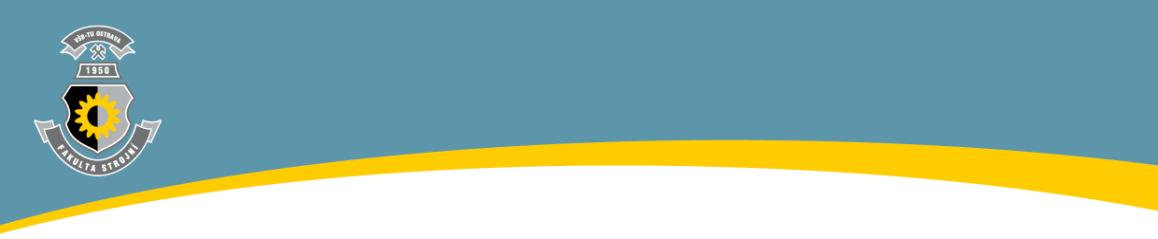 VŠB-TU OSTRAVA
1950
FAKULTA STROJNÍ